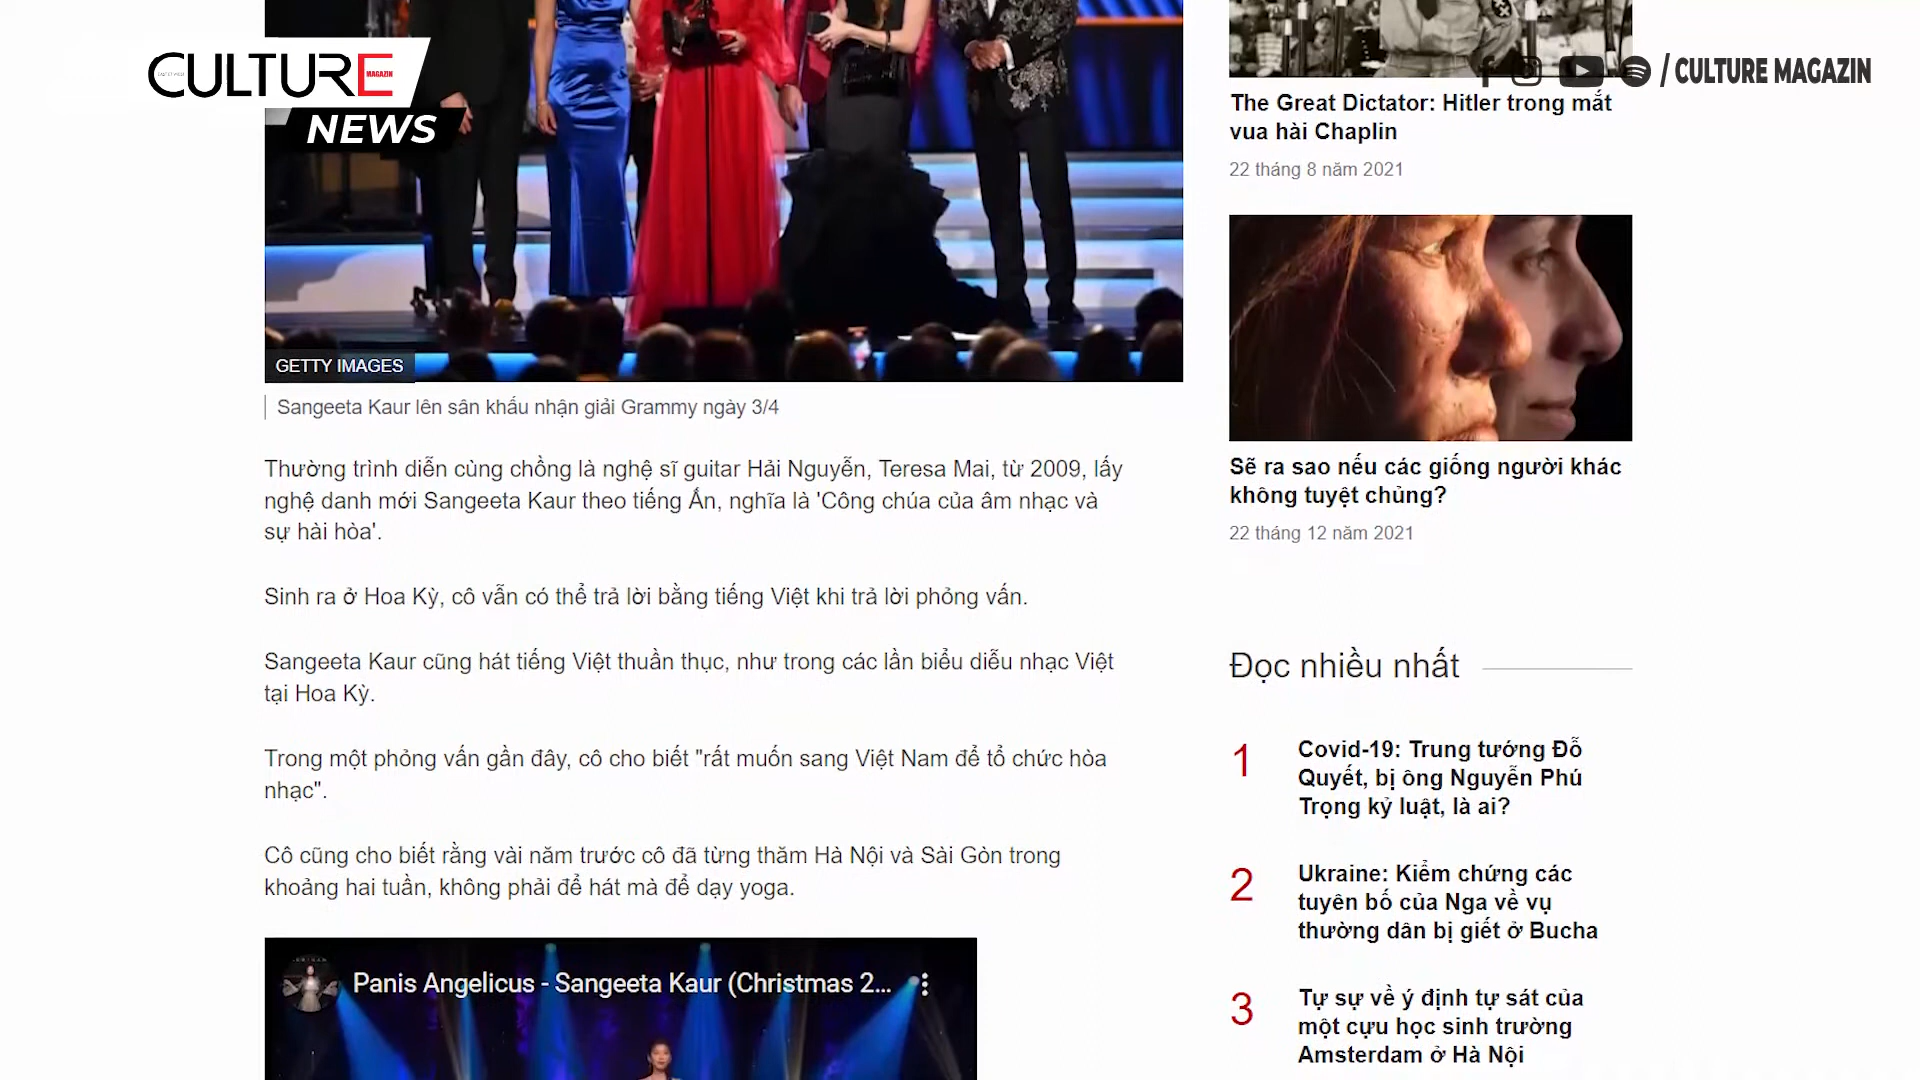 CULTURE
MAGAZIN
NEWS
/ CULTURE MAGAZIN
GETTY IMAGES
Sangeeta Kaur lên sân khấu nhận giải Grammy ngày 3/4
Thường trình diễn cùng chồng là nghệ sĩ guitar Hải Nguyễn, Teresa Mai, từ 2009, lấy
nghệ danh mới Sangeeta Kaur theo tiếng Ấn, nghĩa là 'Công chúa của âm nhạc và
sự hài hòa'.
Sinh ra ở Hoa Kỳ, cô vẫn có thể trả lời bằng tiếng Việt khi trả lời phỏng vấn.
Sangeeta Kaur cũng hát tiếng Việt thuần thục, như trong các lần biểu diễu nhạc Việt
tại Hoa Kỳ.
Trong một phỏng vấn gần đây, cô cho biết "rất muốn sang Việt Nam để tổ chức hòa
nhạc".
Cô cũng cho biết rằng vài năm trước cô đã từng thăm Hà Nội và Sài Gòn trong
khoảng hai tuần, không phải để hát mà để dạy yoga.
Panis Angelicus - Sangeeta Kaur (Christmas 2...
The Great Dictator: Hitler trong mắt
vua hài Chaplin
22 tháng 8 năm 2021
Sẽ ra sao nếu các giống người khác
không tuyệt chủng?
22 tháng 12 năm 2021
Đọc nhiều nhất
1
Covid-19: Trung tướng Đỗ
Quyết, bị ông Nguyễn Phú
Trọng kỷ luật, là ai?
2
Ukraine: Kiểm chứng các
tuyên bố của Nga về vụ
thường dân bị giết ở Bucha
3
Tự sự về ý định tự sát của
một cựu học sinh trường
Amsterdam ở Hà Nội